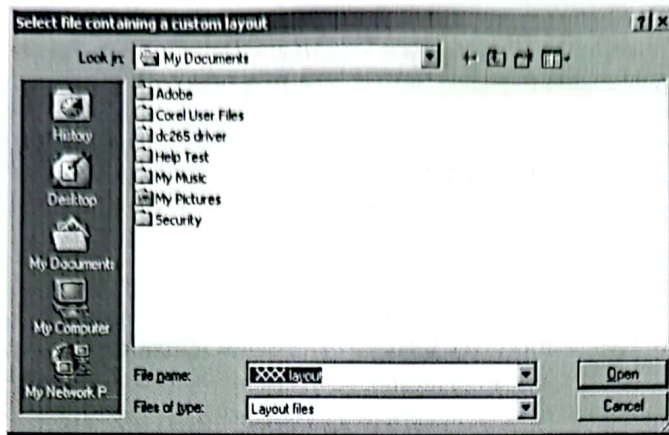 Select file containing a custom layout
Look in: My Documents
History
Desktop
My Documents
My Computer
My Network P...
Adobe
Corel User Files
dc265 driver
Help Test
My Music
My Pictures
Security
File name: XXX layout Open
Files of type: Layout files Cancel